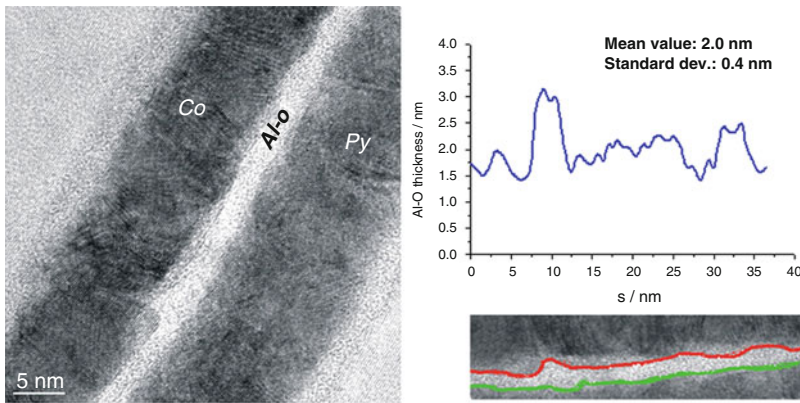 Co
Al-o
Py
5 nm
Mean value: 2.0 nm
Standard dev.: 0.4 nm
Al-O thickness / nm
4.0
3.5
3.0
2.5
2.0
1.5
1.0
0.5
0.0
0 5 10 15 20 25 30 35 40
s / nm